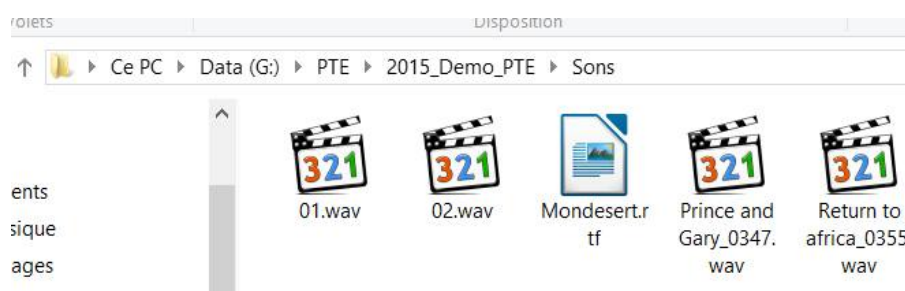 Disposition
Ce PC Data (G:) PTE 2015_Demo_PTE Sons
ents
sique
ages
321
321
321
321
01.wav
02.wav
Mondesert.r
tf
Prince and
Gary_0347.
wav
Return to
africa_0355
wav